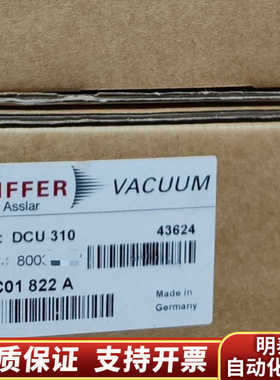 IFFER VACUUM
Asslar
: DCU 310 43624
: 800
C01 822 A
Made in
Germany
质保证 支持开票
明
自动化